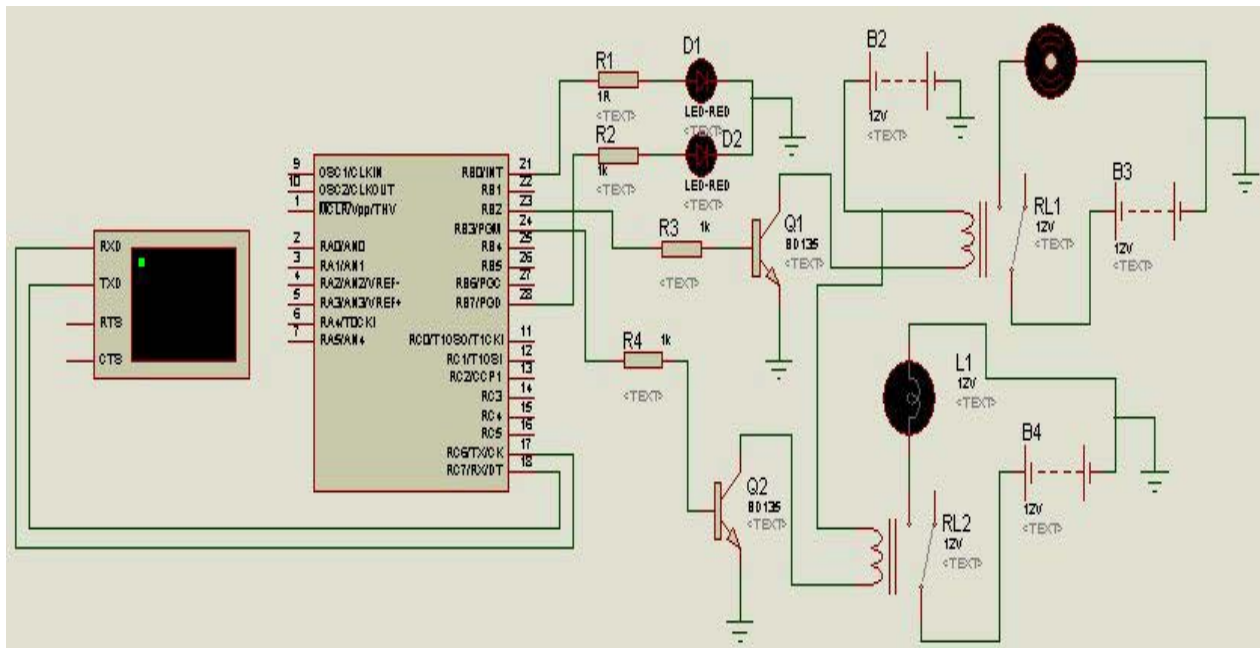 RXD
TXD
RTS
CTS
9 OSC1/CLKIN
10 OSC2/CLKOUT
1 MCLR/Vpp/THV
2 RA0/AN0
3 RA1/AN1
4 RA2/AN2/VREF-
5 RA3/AN3/VREF+
6 RA4/T0CKI
7 RA5/AN4
RB0/INT 21
RB1 22
RB2 23
RB3/PGM 24
RB4 25
RB5 26
RB6/PGC 27
RB7/PGD 28
RC0/T1OSO/T1CKI 11
RC1/T1OSI 12
RC2/CCP1 13
RC3 14
RC4 15
RC5 16
RC6/TX/CK 17
RC7/RX/DT 18
R1
1R
<TEXT>
D1
LED-RED
<TEXT>
R2
1k
<TEXT>
D2
LED-RED
<TEXT>
R3 1k
<TEXT>
Q1
BD135
<TEXT>
R4 1k
<TEXT>
Q2
BD135
<TEXT>
B2
12V
<TEXT>
RL1
12V
<TEXT>
B3
12V
<TEXT>
L1
12V
<TEXT>
B4
12V
<TEXT>
RL2
12V
<TEXT>